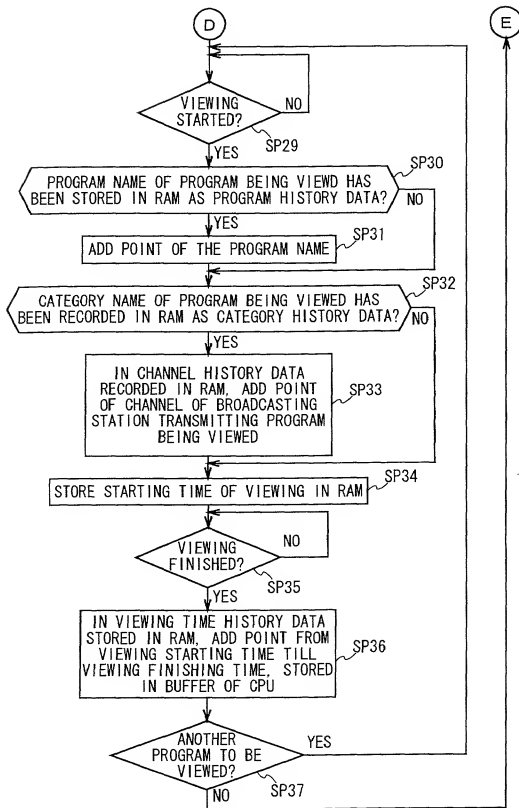 D
E
VIEWING
STARTED?
NO
SP29
YES
SP30
PROGRAM NAME OF PROGRAM BEING VIEWD HAS
BEEN STORED IN RAM AS PROGRAM HISTORY DATA?
NO
YES
SP31
ADD POINT OF THE PROGRAM NAME
SP32
CATEGORY NAME OF PROGRAM BEING VIEWED HAS
BEEN RECORDED IN RAM AS CATEGORY HISTORY DATA?
NO
YES
IN CHANNEL HISTORY DATA
RECORDED IN RAM, ADD POINT
OF CHANNEL OF BROADCASTING
STATION TRANSMITTING PROGRAM
BEING VIEWED
SP33
SP34
STORE STARTING TIME OF VIEWING IN RAM
VIEWING
FINISHED?
NO
SP35
YES
IN VIEWING TIME HISTORY DATA
STORED IN RAM, ADD POINT FROM
VIEWING STARTING TIME TILL
VIEWING FINISHING TIME, STORED
IN BUFFER OF CPU
SP36
ANOTHER
PROGRAM TO BE
VIEWED?
YES
SP37
NO